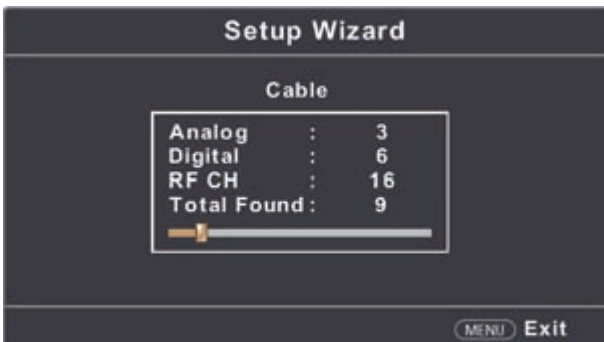 Setup Wizard
Cable
Analog : 3
Digital : 6
RF CH : 16
Total Found : 9
MENU Exit